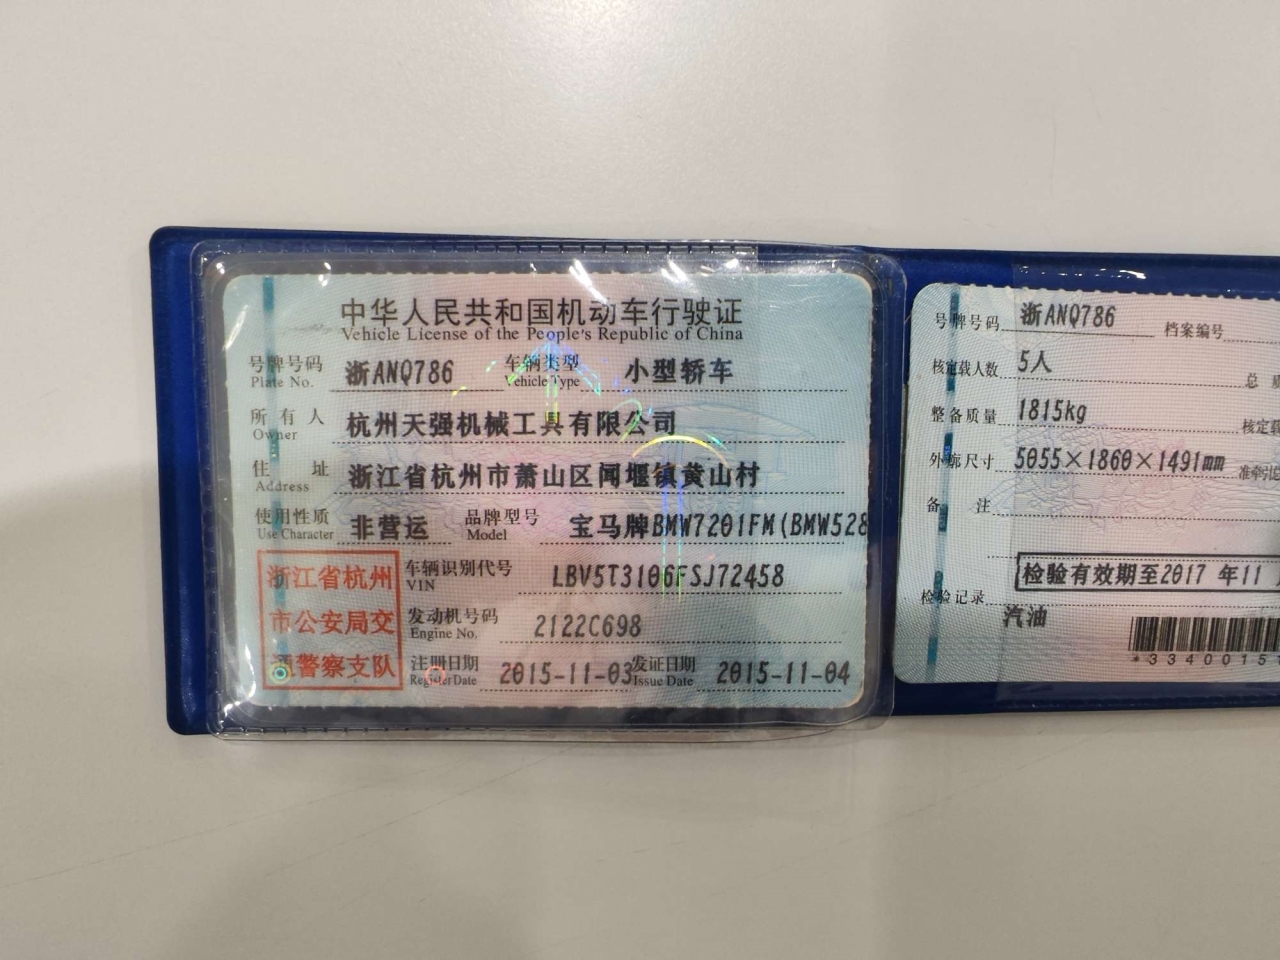 中华人民共和国机动车行驶证
Vehicle License of the People's Republic of China
号牌号码 浙ANQ786 车辆类型 小型轿车
Plate No. Vehicle Type
所有人 杭州天强机械工具有限公司
Owner
住址 浙江省杭州市萧山区闻堰镇黄山村
Address
使用性质 非营运 品牌型号 宝马牌BMW7201FM(BMW528
Use Character Model
浙江省杭州
市公安局交
通警察支队
车辆识别代号 LBV5T3106FSJ72458
VIN
发动机号码 2122C698
Engine No.
注册日期 2015-11-03 发证日期 2015-11-04
Register Date Issue Date
号牌号码 浙ANQ786 档案编号
核定载人数 5人 总
整备质量 1815kg 核定载
外廓尺寸 5055×1860×1491mm 准牵引
备注
检验有效期至2017 年11
检验记录
汽油
*3340015